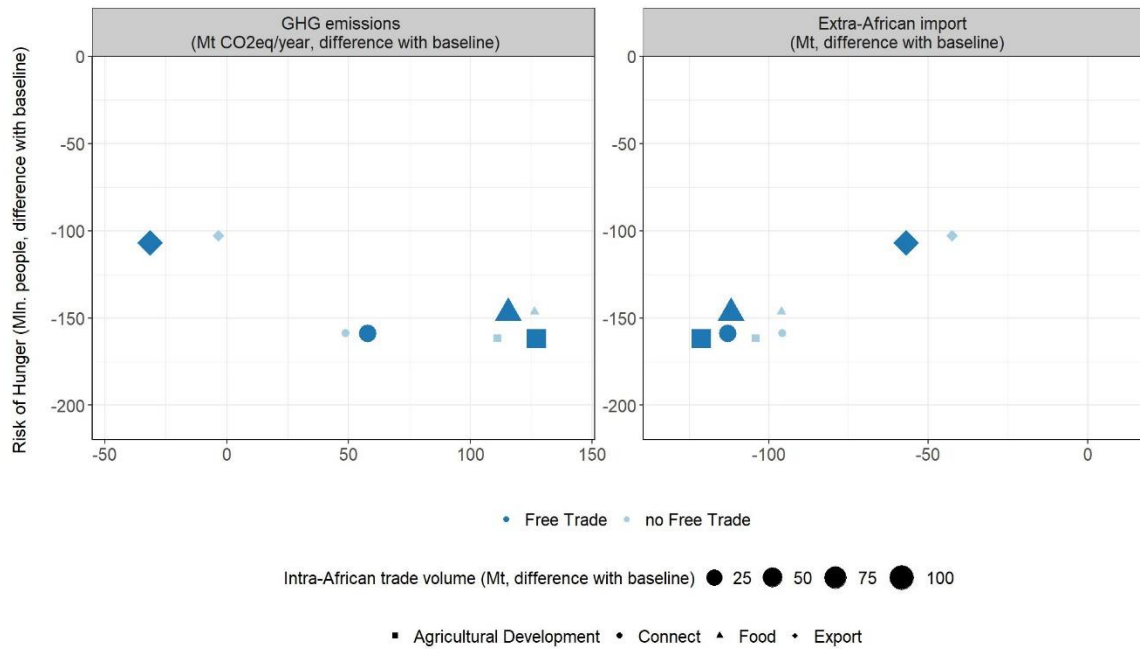 GHG emissions
(Mt CO2eq/year, difference with baseline)
Extra-African import
(Mt, difference with baseline)
Risk of Hunger (Mln. people, difference with baseline)
0
-50
-100
-150
-200
0
-50
-100
-150
-200
-50 0 50 100 150
-100 -50 0
Free Trade no Free Trade
Intra-African trade volume (Mt, difference with baseline) 25 50 75 100
Agricultural Development Connect Food Export